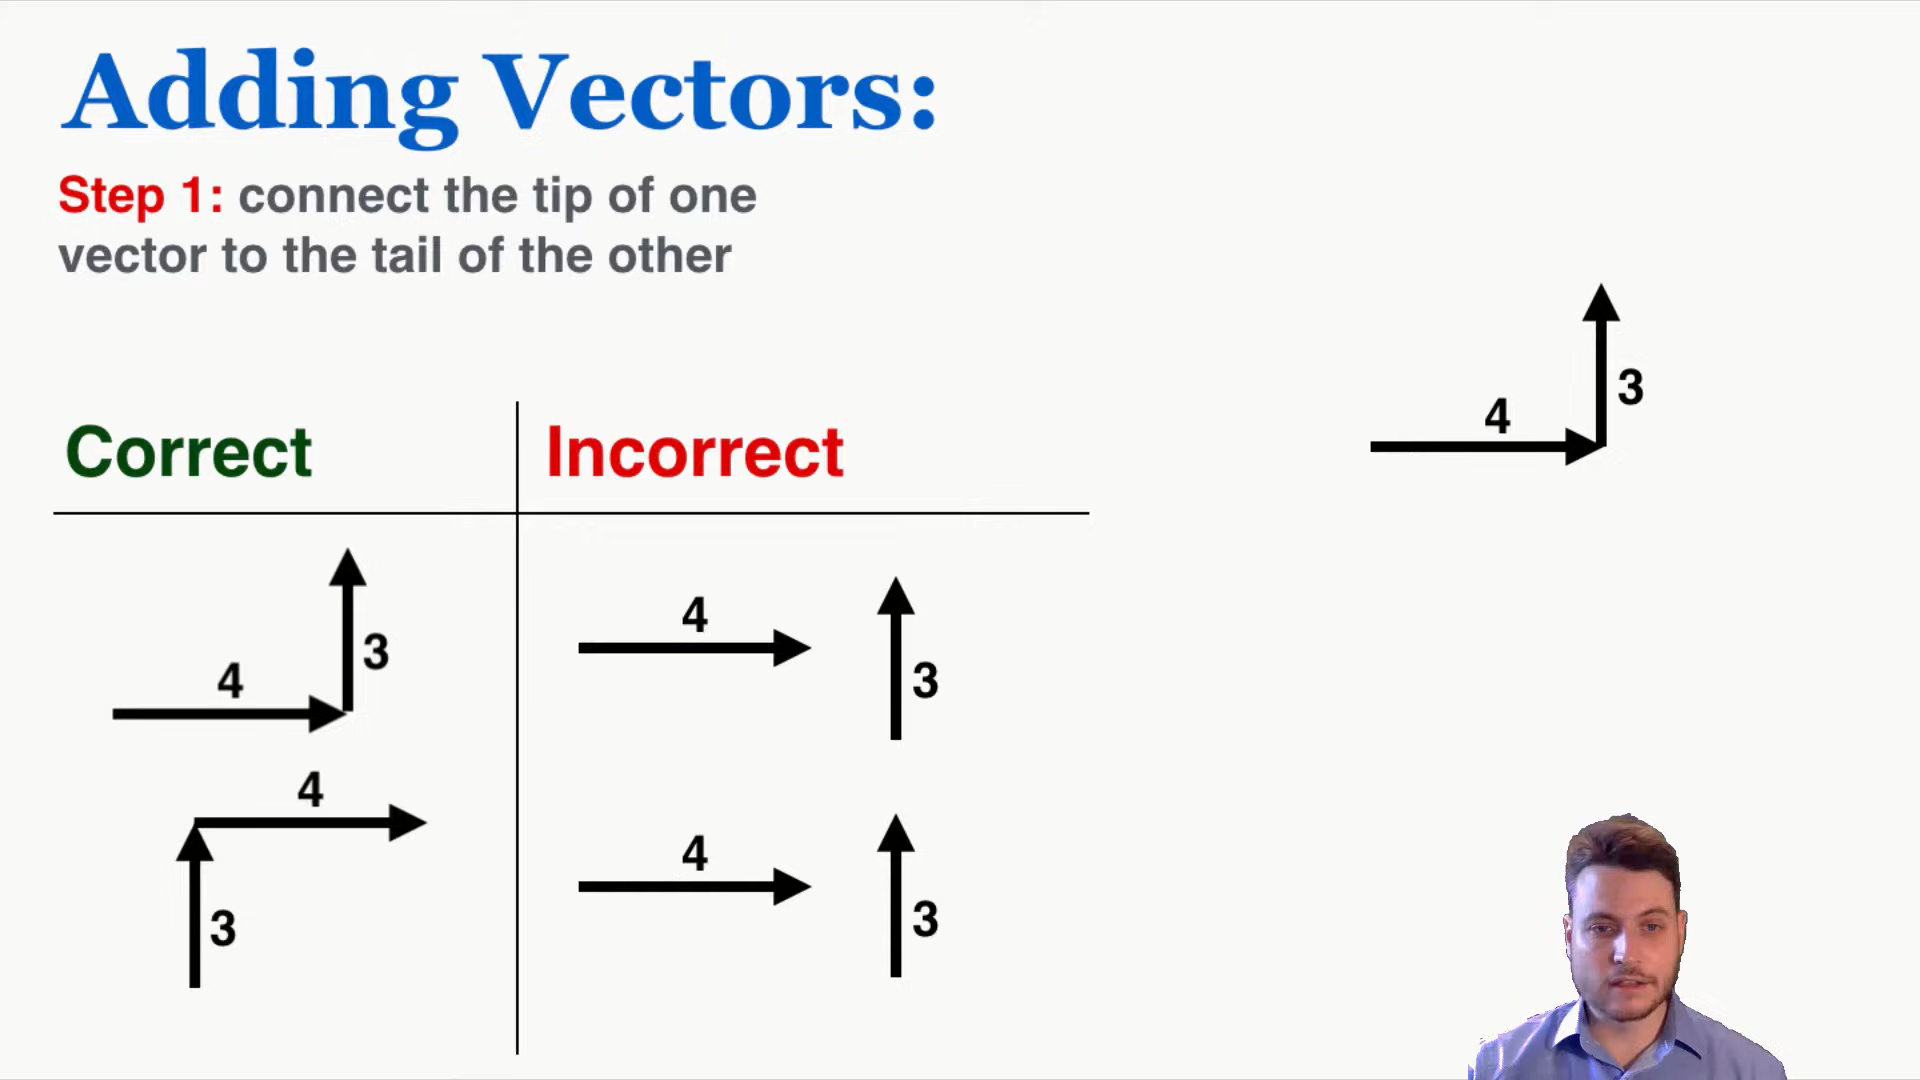 Adding Vectors:
Step 1: connect the tip of one
vector to the tail of the other
4
3
Correct
Incorrect
4
3
4
3
4
3
4
3